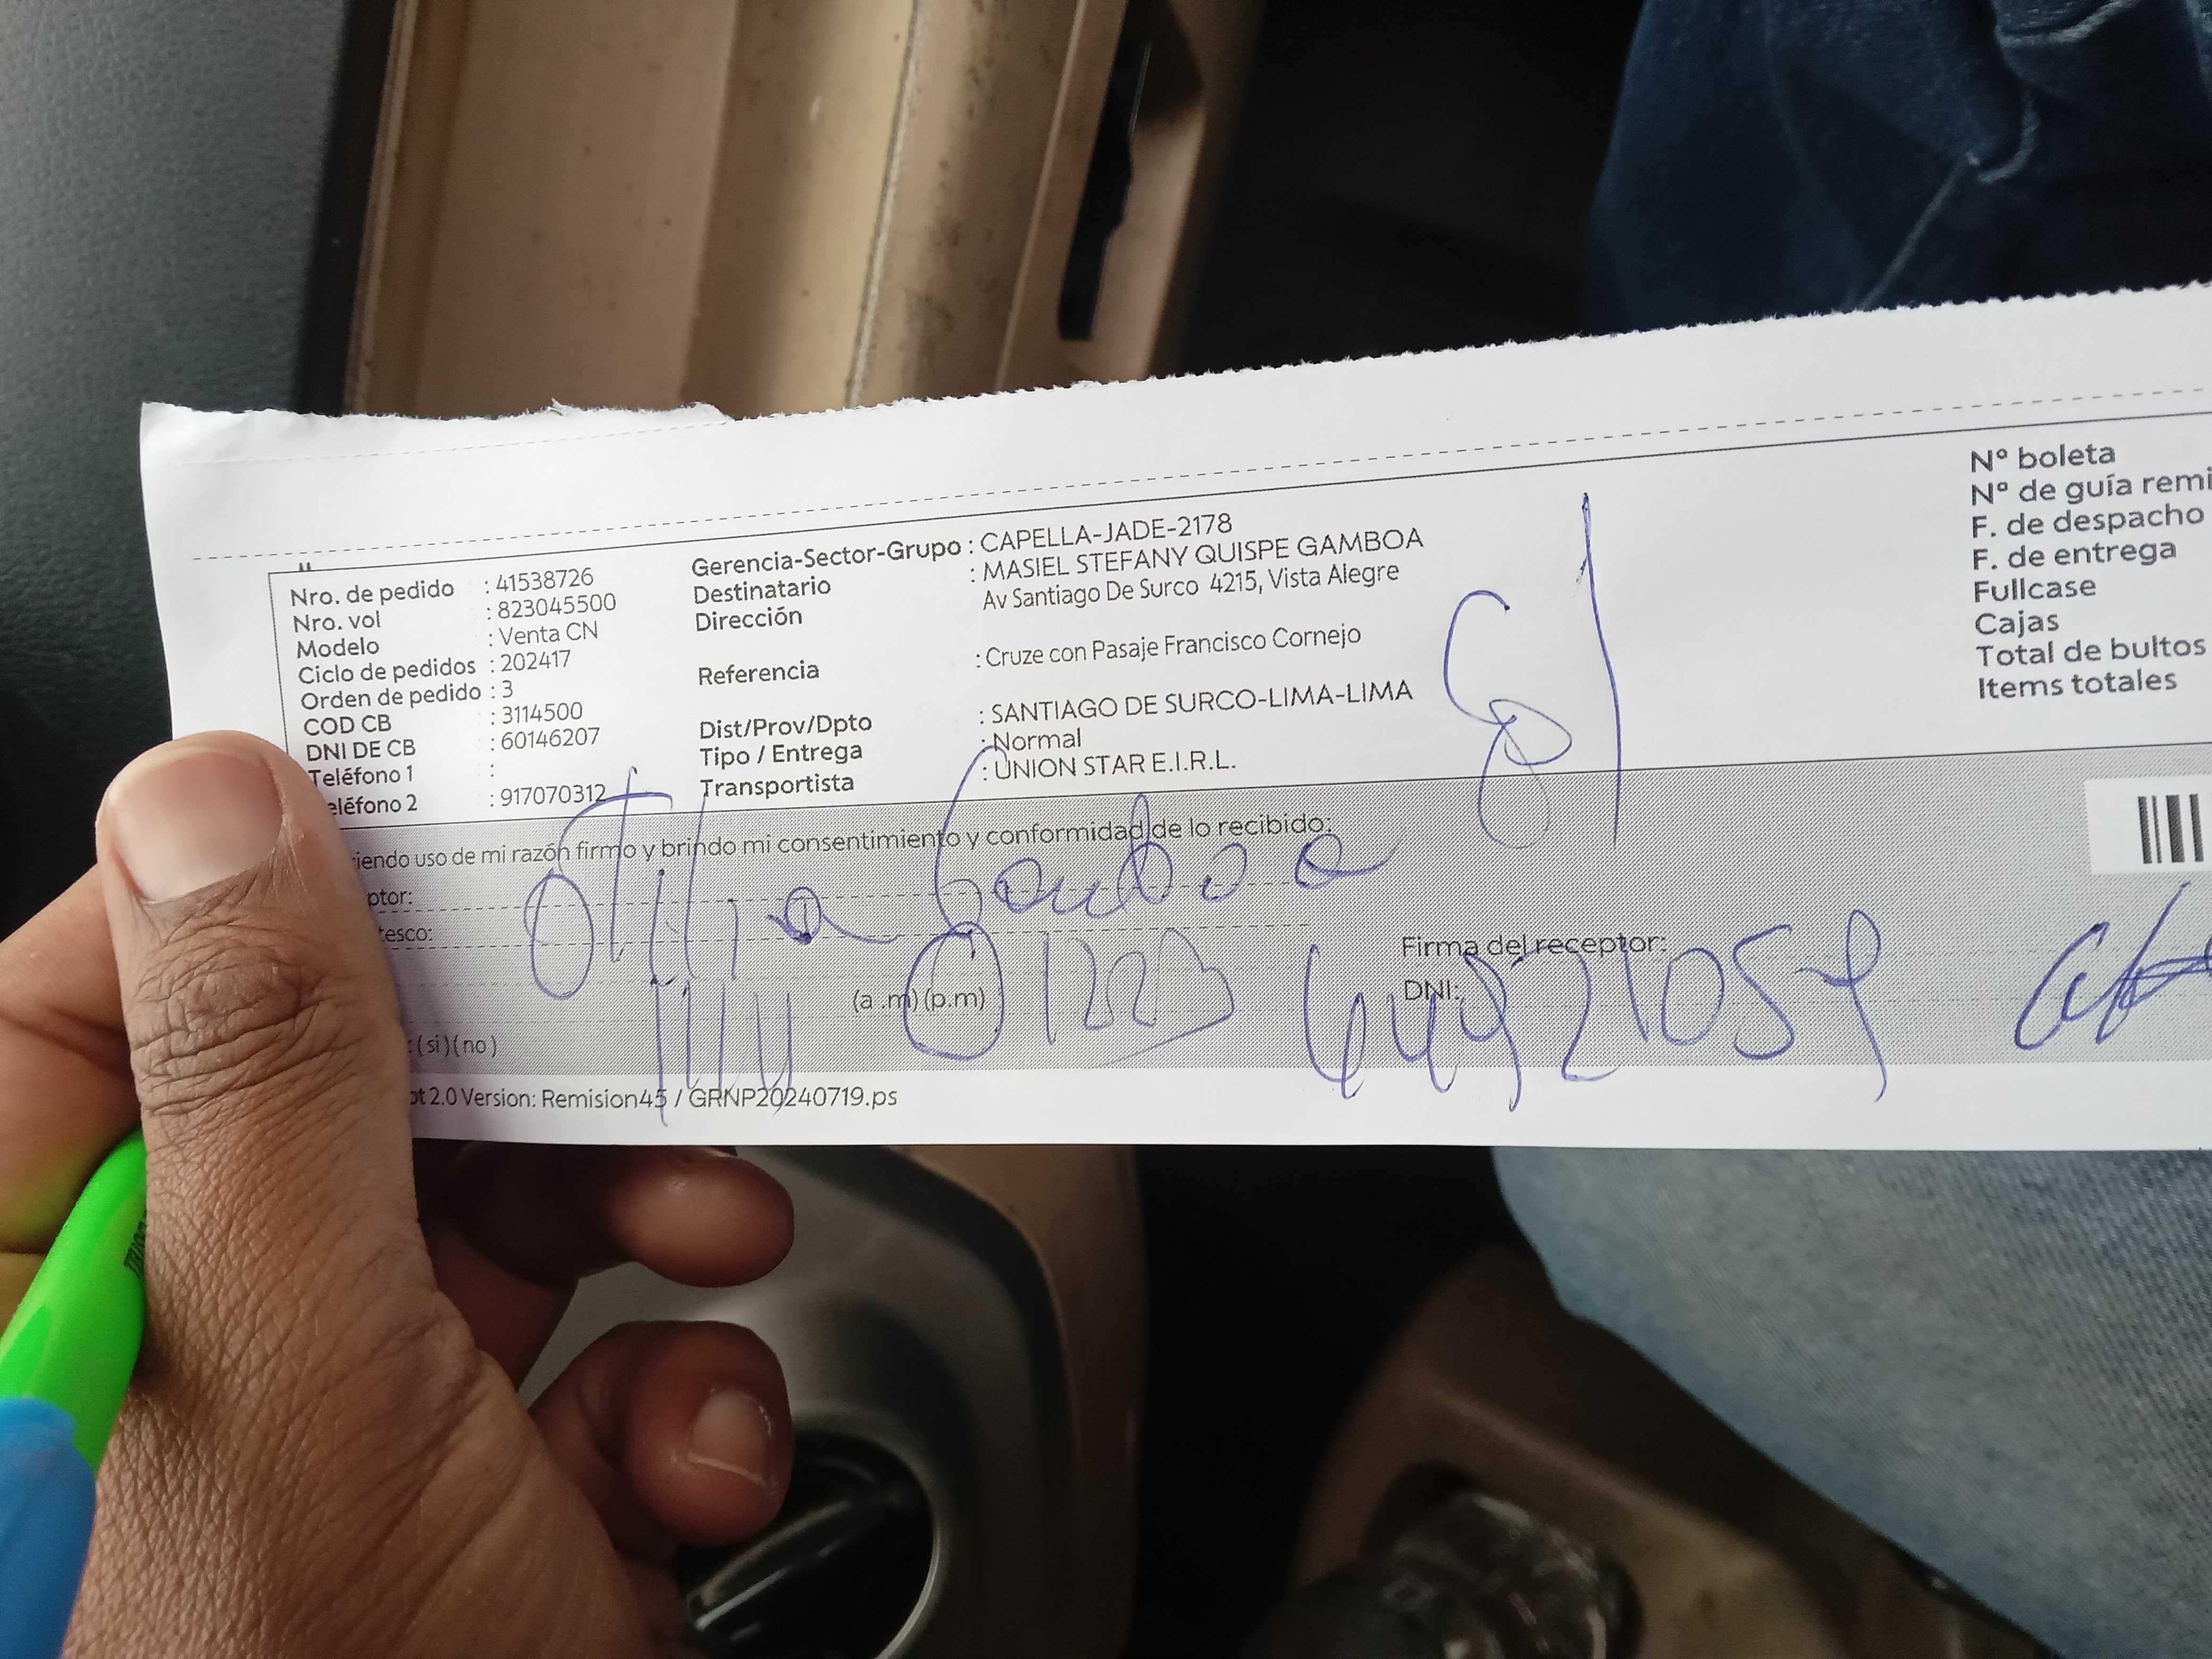 Nro. de pedido : 41538726
Nro. vol : 823045500
Modelo : Venta CN
Ciclo de pedidos : 202417
Orden de pedido : 3
COD CB : 3114500
DNI DE CB : 60146207
Teléfono 1 :
eléfono 2 : 917070312
Gerencia-Sector-Grupo : CAPELLA-JADE-2178
Destinatario : MASIEL STEFANY QUISPE GAMBOA
Dirección Av Santiago De Surco 4215, Vista Alegre
Referencia : Cruze con Pasaje Francisco Cornejo
Dist/Prov/Dpto : SANTIAGO DE SURCO-LIMA-LIMA
Tipo / Entrega : Normal
Transportista : UNION STAR E.I.R.L.
Nº boleta
Nº de guía remi
F. de despacho
F. de entrega
Fullcase
Cajas
Total de bultos
Items totales
iendo uso de mi razón firmo y brindo mi consentimiento y conformidad de lo recibido:
ptor: Otilia Gamboa
tesco:
Firma del receptor:
(a .m) (p.m)
DNI:
: ( si ) ( no )
ot 2.0 Version: Remision45 / GRNP20240719.ps